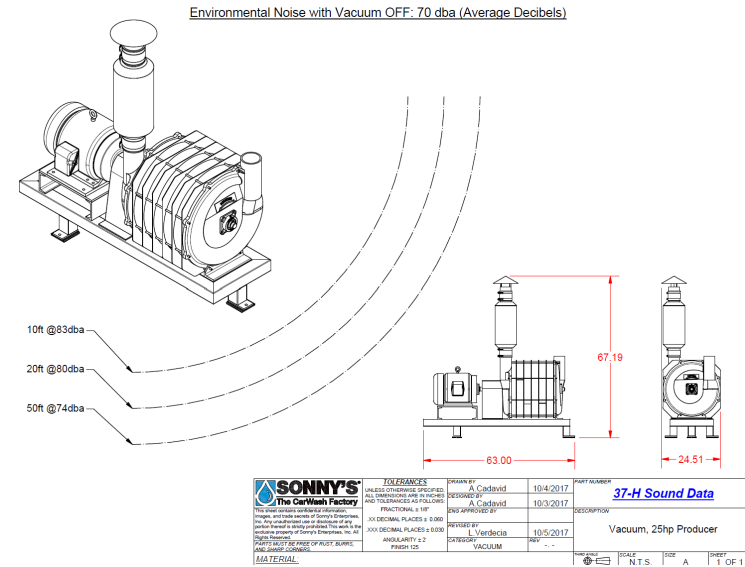 Environmental Noise with Vacuum OFF: 70 dba (Average Decibels)
10ft @83dba
20ft @80dba
50ft @74dba
67.19
63.00
24.51
SONNY'S®
The CarWash Factory
This sheet contains confidential information,
images, and trade secrets of Sonny's Enterprises,
Inc. Any unauthorized use or disclosure of any
portion thereof is strictly prohibited.This work is the
exclusive property of Sonny's Enterprises, Inc. All
Rights Reserved.
PARTS MUST BE FREE OF RUST, BURRS,
AND SHARP CORNERS.
MATERIAL:
TOLERANCES
UNLESS OTHERWISE SPECIFIED,
ALL DIMENSIONS ARE IN INCHES
AND TOLERANCES AS FOLLOWS:
FRACTIONAL ± 1/8"
.XX DECIMAL PLACES ± 0.060
.XXX DECIMAL PLACES ± 0.030
ANGULARITY ± 2
FINISH 125
DRAWN BY
A.Cadavid 10/4/2017
DESIGNED BY
A.Cadavid 10/3/2017
ENG APPROVED BY
REVISED BY
L.Verdecia 10/5/2017
CATEGORY
VACUUM
REV
-.-
PART NUMBER
37-H Sound Data
DESCRIPTION
Vacuum, 25hp Producer
THIRD ANGLE
SCALE
N.T.S.
SIZE
A
SHEET
1 OF 1